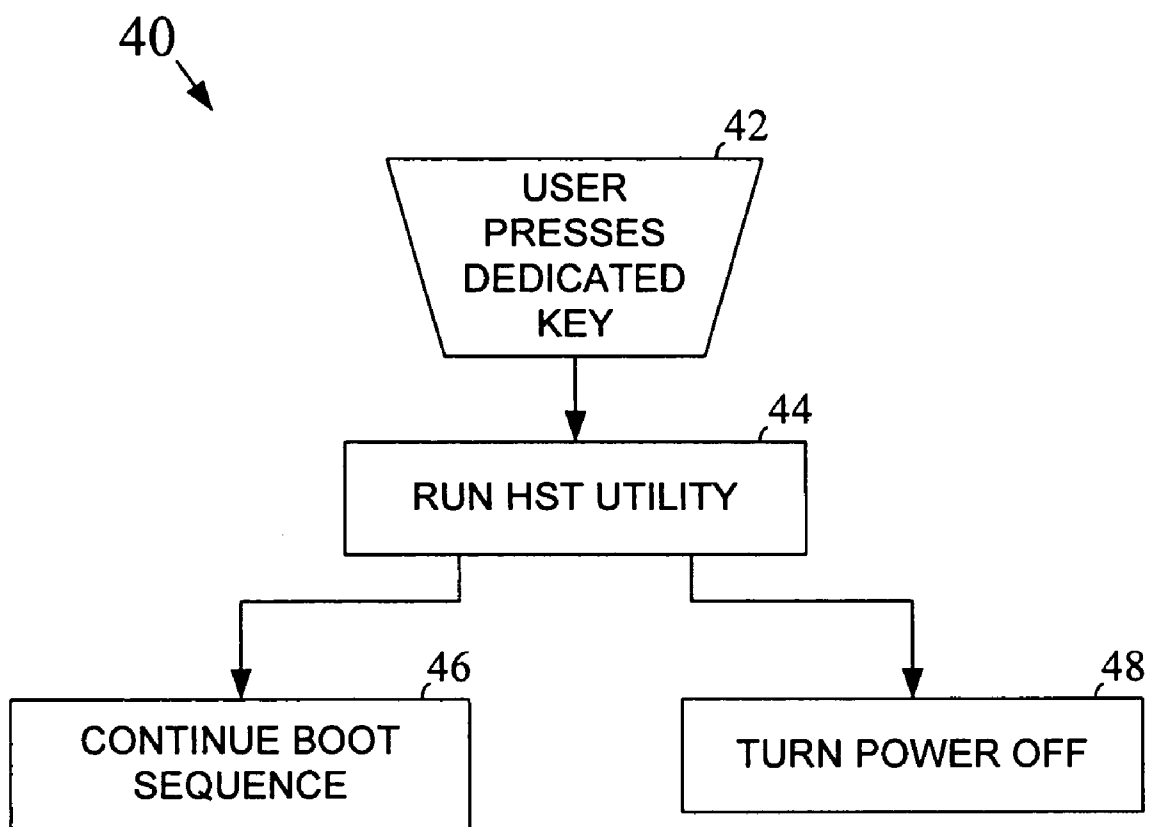 40
42
USER
PRESSES
DEDICATED
KEY
44
RUN HST UTILITY
46
CONTINUE BOOT
SEQUENCE
48
TURN POWER OFF